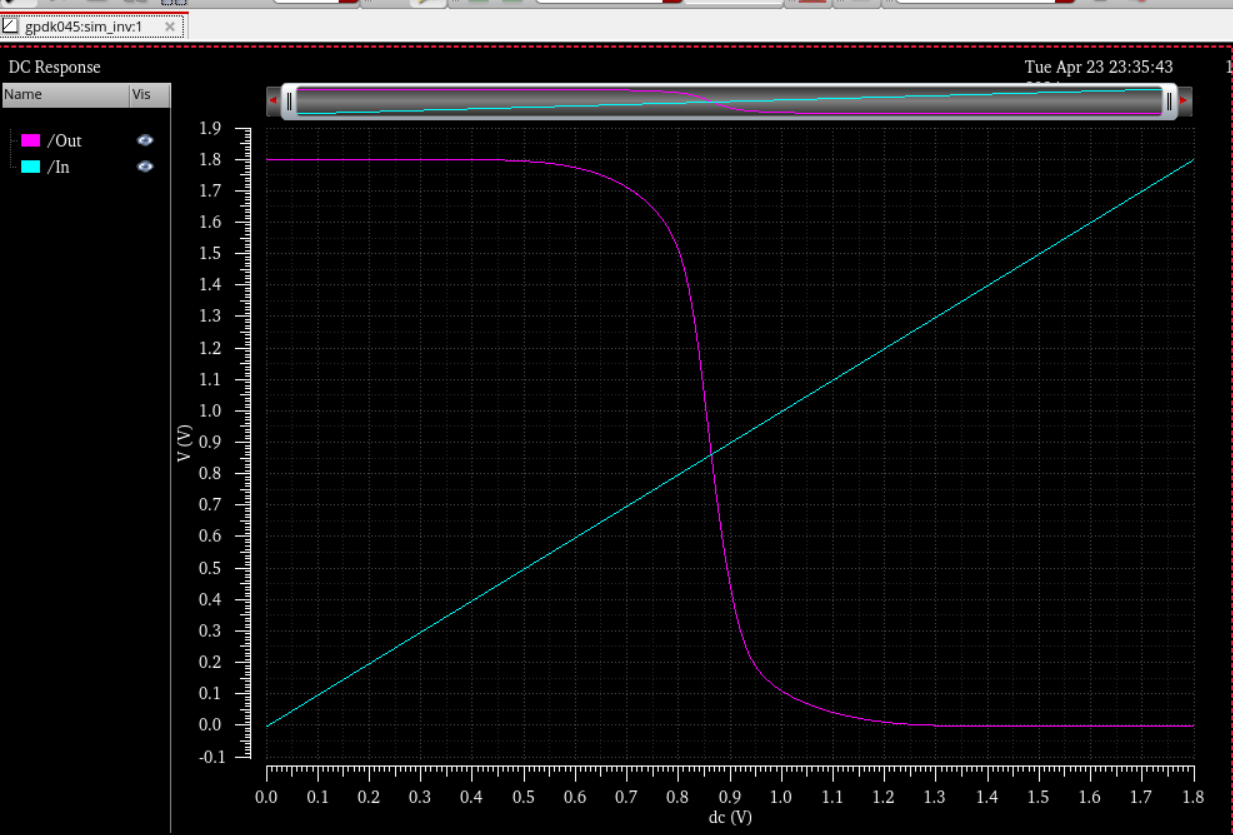 gpdk045:sim_inv:1
DC Response
Tue Apr 23 23:35:43
1
Name Vis
/Out
/In
1.9
1.8
1.7
1.6
1.5
1.4
1.3
1.2
1.1
1.0
0.9
0.8
0.7
0.6
0.5
0.4
0.3
0.2
0.1
0.0
-0.1
V (V)
0.0 0.1 0.2 0.3 0.4 0.5 0.6 0.7 0.8 0.9 1.0 1.1 1.2 1.3 1.4 1.5 1.6 1.7 1.8
dc (V)